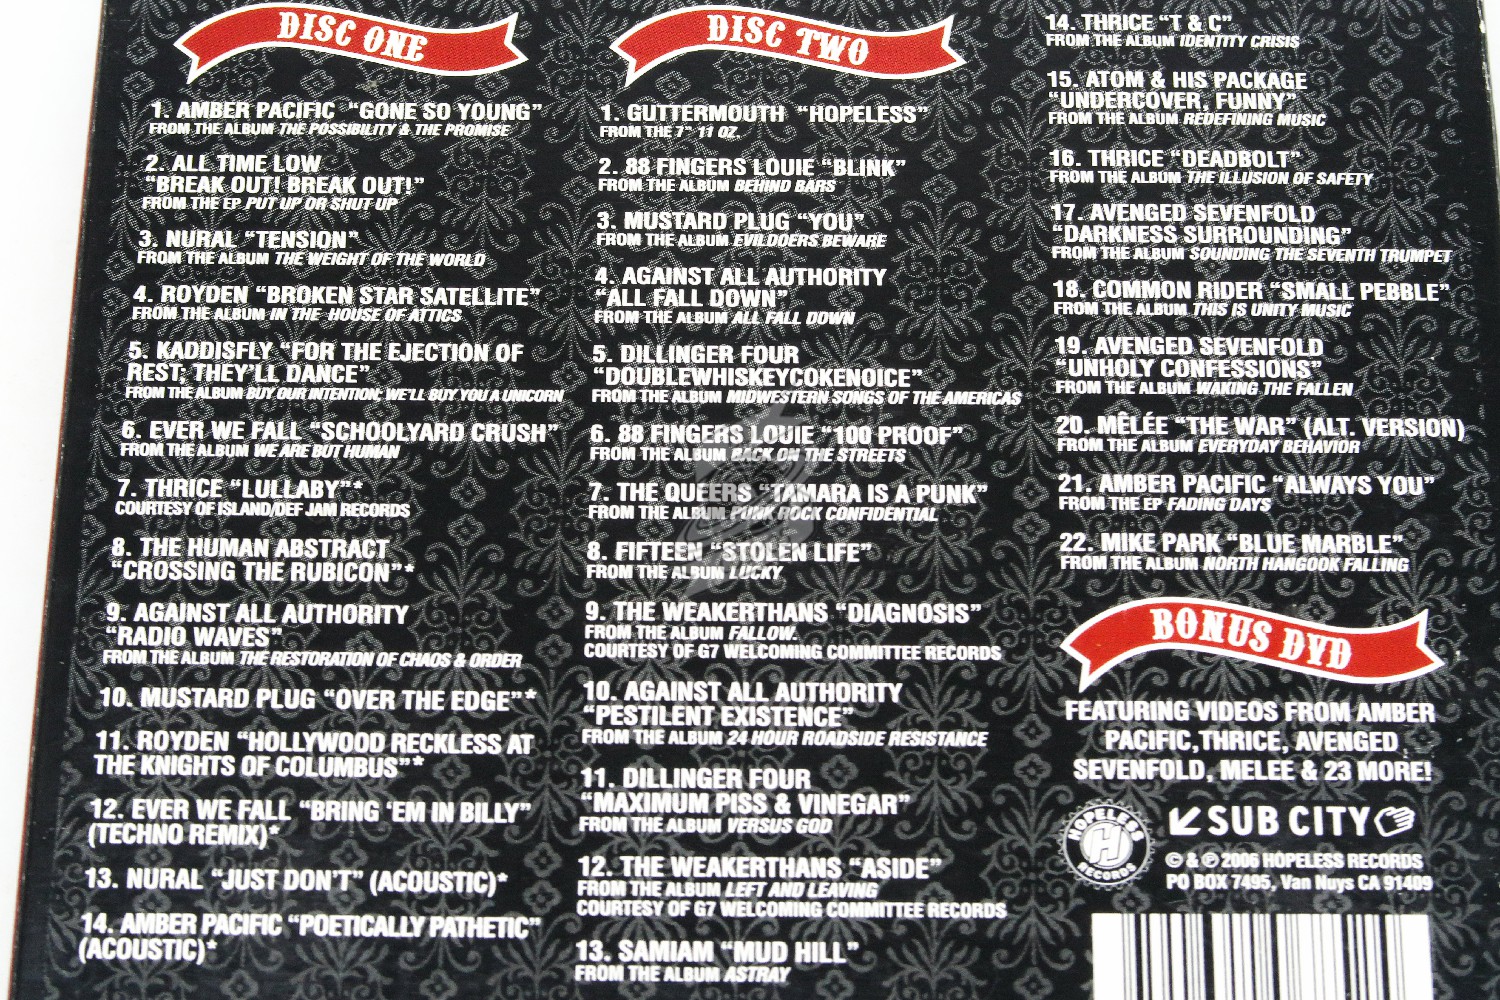 DISC ONE
1. AMBER PACIFIC "GONE SO YOUNG"
FROM THE ALBUM THE POSSIBILITY & THE PROMISE
2. ALL TIME LOW
"BREAK OUT! BREAK OUT!"
FROM THE EP PUT UP OR SHUT UP
3. NURAL "TENSION"
FROM THE ALBUM THE WEIGHT OF THE WORLD
4. ROYDEN "BROKEN STAR SATELLITE"
FROM THE ALBUM IN THE HOUSE OF ATTICS
5. KADDISFLY "FOR THE EJECTION OF
REST; THEY'LL DANCE"
FROM THE ALBUM BUY OUR INTENTION; WE'LL BUY YOU A UNICORN
6. EVER WE FALL "SCHOOLYARD CRUSH"
FROM THE ALBUM WE ARE BUT HUMAN
7. THRICE "LULLABY"*
COURTESY OF ISLAND/DEF JAM RECORDS
8. THE HUMAN ABSTRACT
"CROSSING THE RUBICON"*
9. AGAINST ALL AUTHORITY
"RADIO WAVES"
FROM THE ALBUM THE RESTORATION OF CHAOS & ORDER
10. MUSTARD PLUG "OVER THE EDGE"*
11. ROYDEN "HOLLYWOOD RECKLESS AT
THE KNIGHTS OF COLUMBUS"*
12. EVER WE FALL "BRING 'EM IN BILLY"
(TECHNO REMIX)*
13. NURAL "JUST DON'T" (ACOUSTIC)*
14. AMBER PACIFIC "POETICALLY PATHETIC"
(ACOUSTIC)*
DISC TWO
1. GUTTERMOUTH "HOPELESS"
FROM THE 7" 11 OZ.
2. 88 FINGERS LOUIE "BLINK"
FROM THE ALBUM BEHIND BARS
3. MUSTARD PLUG "YOU"
FROM THE ALBUM EVILDOERS BEWARE
4. AGAINST ALL AUTHORITY
"ALL FALL DOWN"
FROM THE ALBUM ALL FALL DOWN
5. DILLINGER FOUR
"DOUBLEWHISKEYCOKENOICE"
FROM THE ALBUM MIDWESTERN SONGS OF THE AMERICAS
6. 88 FINGERS LOUIE "100 PROOF"
FROM THE ALBUM BACK ON THE STREETS
7. THE QUEERS "TAMARA IS A PUNK"
FROM THE ALBUM PUNK ROCK CONFIDENTIAL
8. FIFTEEN "STOLEN LIFE"
FROM THE ALBUM LUCKY
9. THE WEAKERTHANS "DIAGNOSIS"
FROM THE ALBUM FALLOW.
COURTESY OF G7 WELCOMING COMMITTEE RECORDS
10. AGAINST ALL AUTHORITY
"PESTILENT EXISTENCE"
FROM THE ALBUM 24 HOUR ROADSIDE RESISTANCE
11. DILLINGER FOUR
"MAXIMUM PISS & VINEGAR"
FROM THE ALBUM VERSUS GOD
12. THE WEAKERTHANS "ASIDE"
FROM THE ALBUM LEFT AND LEAVING
COURTESY OF G7 WELCOMING COMMITTEE RECORDS
13. SAMIAM "MUD HILL"
FROM THE ALBUM ASTRAY
14. THRICE "T & C"
FROM THE ALBUM IDENTITY CRISIS
15. ATOM & HIS PACKAGE
"UNDERCOVER, FUNNY"
FROM THE ALBUM REDEFINING MUSIC
16. THRICE "DEADBOLT"
FROM THE ALBUM THE ILLUSION OF SAFETY
17. AVENGED SEVENFOLD
"DARKNESS SURROUNDING"
FROM THE ALBUM SOUNDING THE SEVENTH TRUMPET
18. COMMON RIDER "SMALL PEBBLE"
FROM THE ALBUM THIS IS UNITY MUSIC
19. AVENGED SEVENFOLD
"UNHOLY CONFESSIONS"
FROM THE ALBUM WAKING THE FALLEN
20. MÊLÉE "THE WAR" (ALT. VERSION)
FROM THE ALBUM EVERYDAY BEHAVIOR
21. AMBER PACIFIC "ALWAYS YOU"
FROM THE EP FADING DAYS
22. MIKE PARK "BLUE MARBLE"
FROM THE ALBUM NORTH HANGOOK FALLING
BONUS DVD
FEATURING VIDEOS FROM AMBER
PACIFIC, THRICE, AVENGED
SEVENFOLD, MELEE & 23 MORE!
HOPELESS
H
RECORDS
SUB CITY
© & ℗ 2006 HOPELESS RECORDS
PO BOX 7495, Van Nuys CA 91409